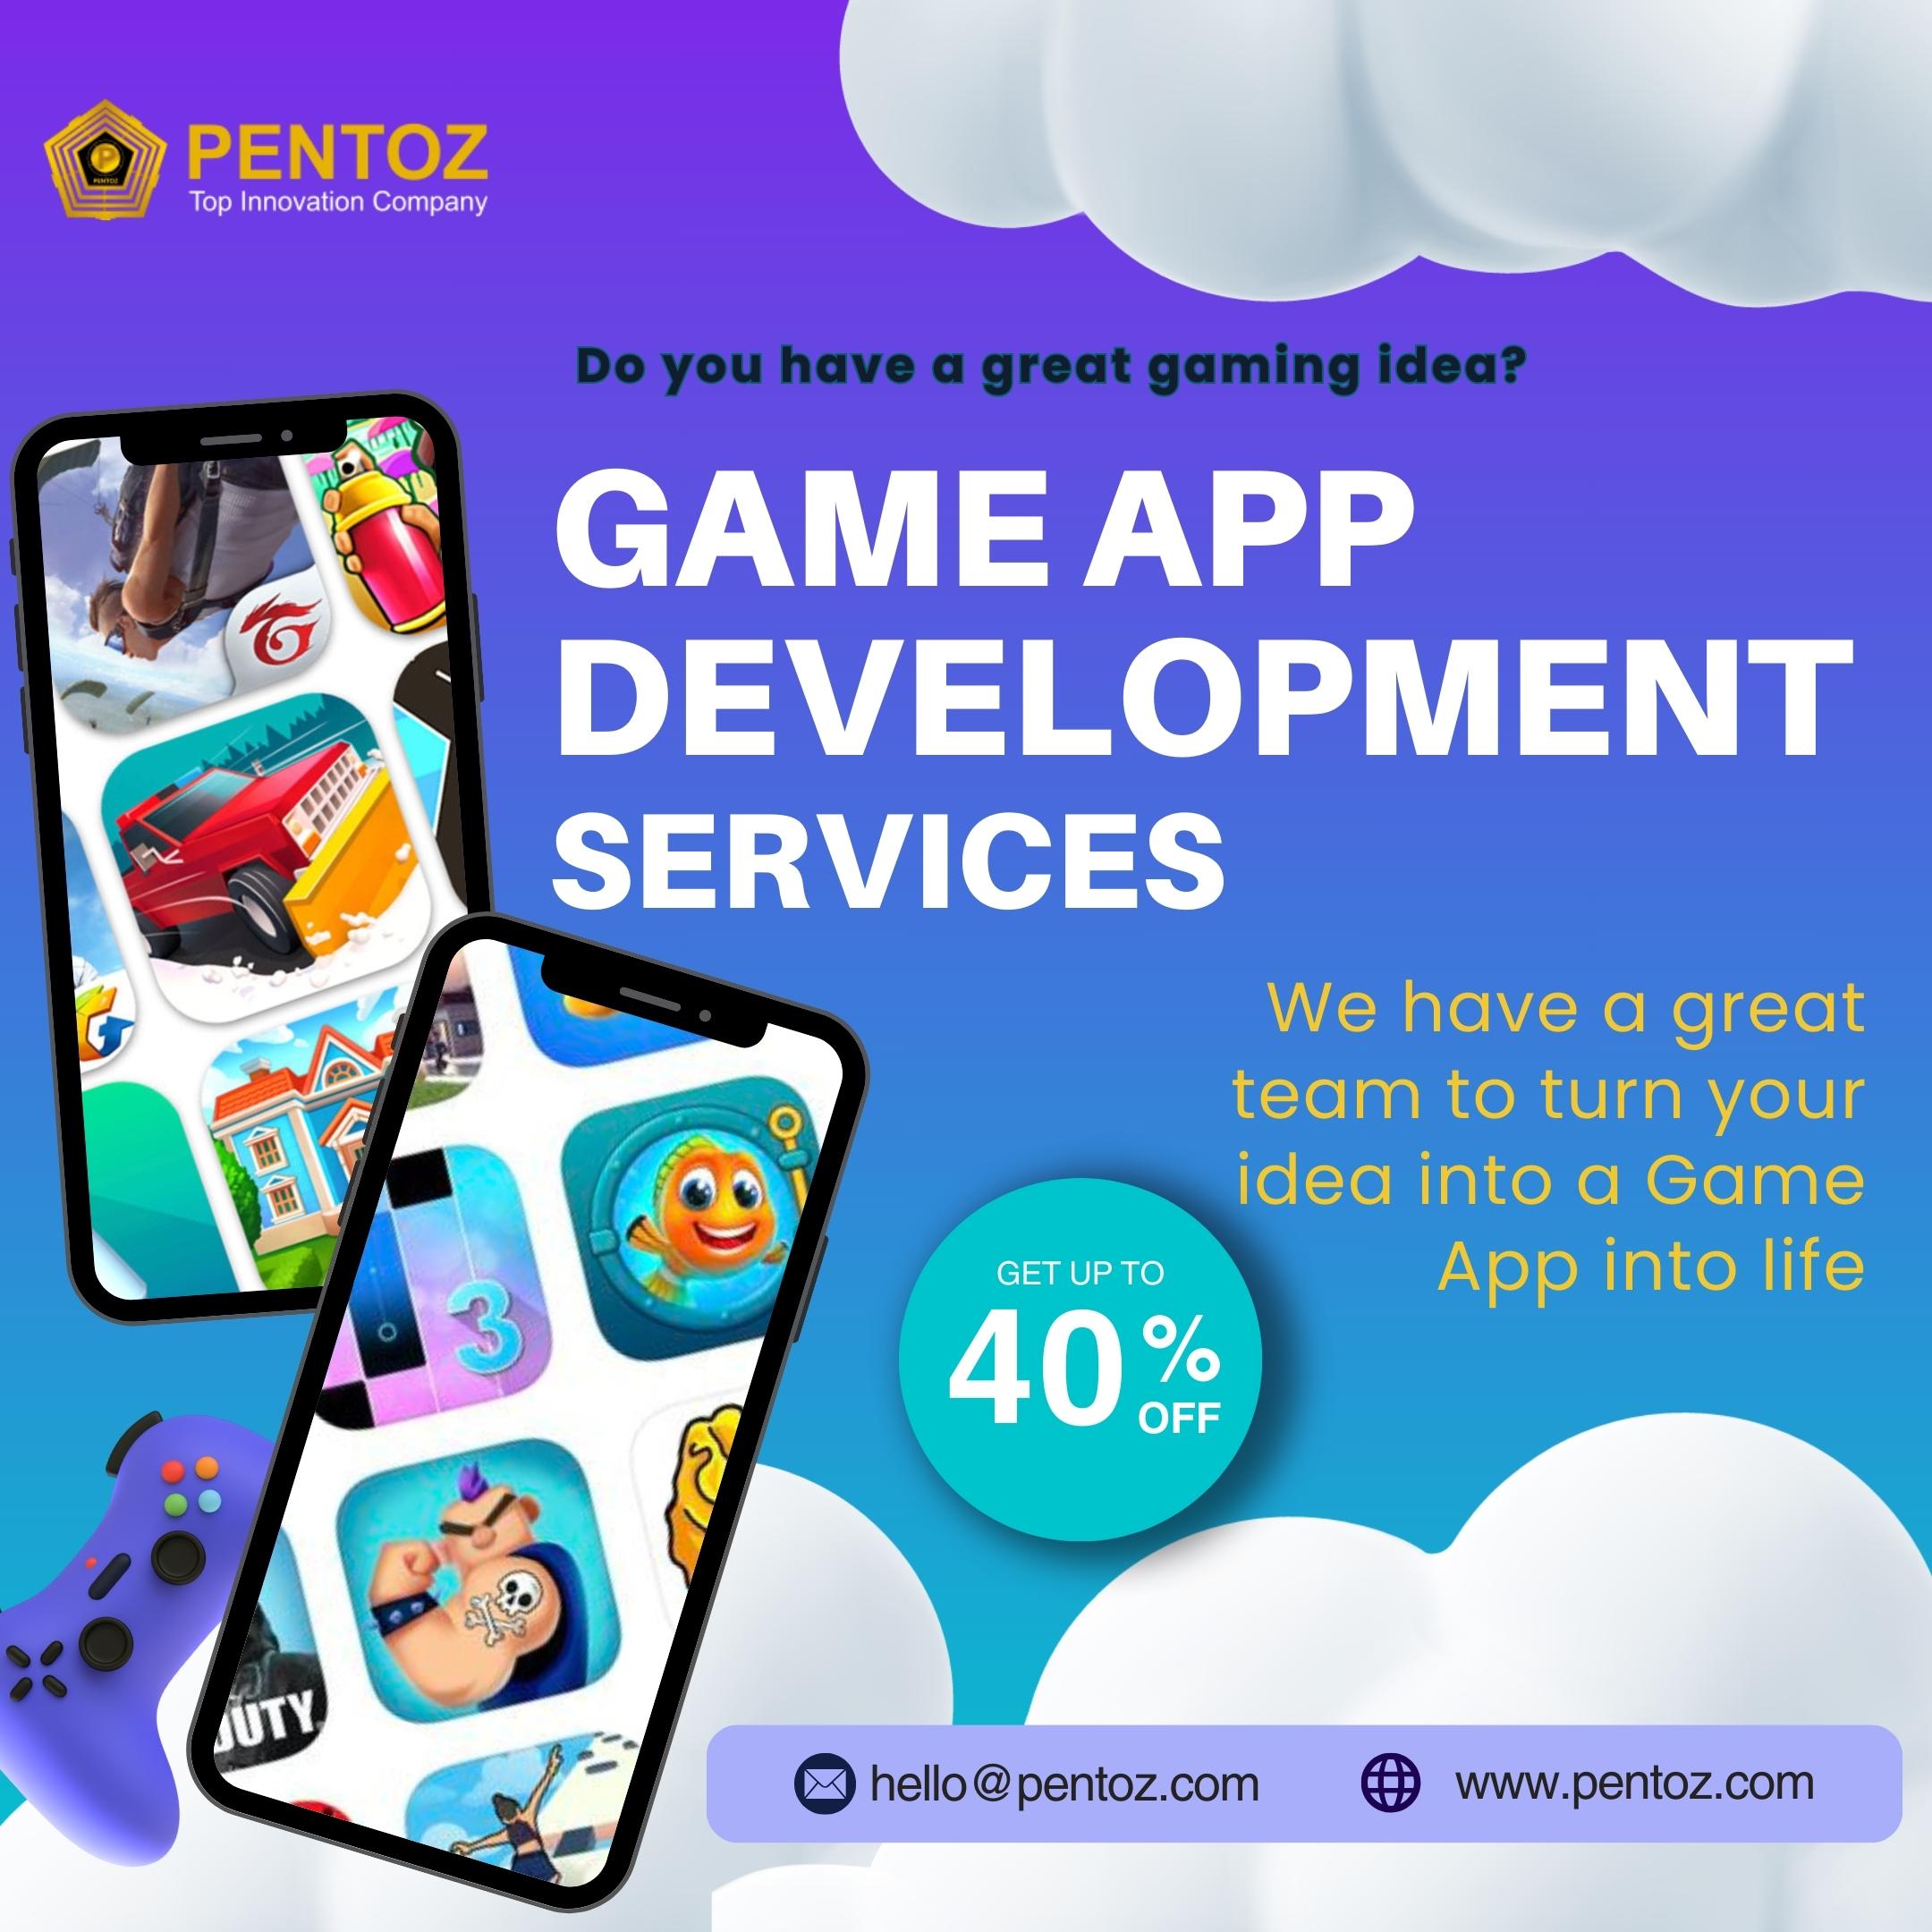 PENTOZ
Top Innovation Company
Do you have a great gaming idea?
GAME APP
DEVELOPMENT
SERVICES
We have a great
team to turn your
idea into a Game
App into life
GET UP TO
40%
OFF
3
DUTY
hello@pentoz.com
www.pentoz.com